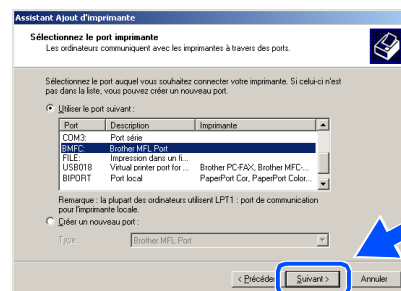 Assistant Ajout d'imprimante
Sélectionnez le port imprimante
Les ordinateurs communiquent avec les imprimantes à travers des ports.
Sélectionnez le port auquel vous souhaitez connecter votre imprimante. Si celui-ci n'est
pas dans la liste, vous pouvez créer un nouveau port.
Utiliser le port suivant :
Port Description Imprimante
COM3: Port série
BMFC: Brother MFL Port
FILE: Impression dans un fi...
USB018 Virtual printer port for ... Brother PC-FAX, Brother MFC-...
BIPORT Port local PaperPort Cor, PaperPort Color...
Remarque : la plupart des ordinateurs utilisent LPT1 : port de communication
pour l'imprimante locale.
Créer un nouveau port :
Type : Brother MFL Port
< Précéden Suivant > Annuler